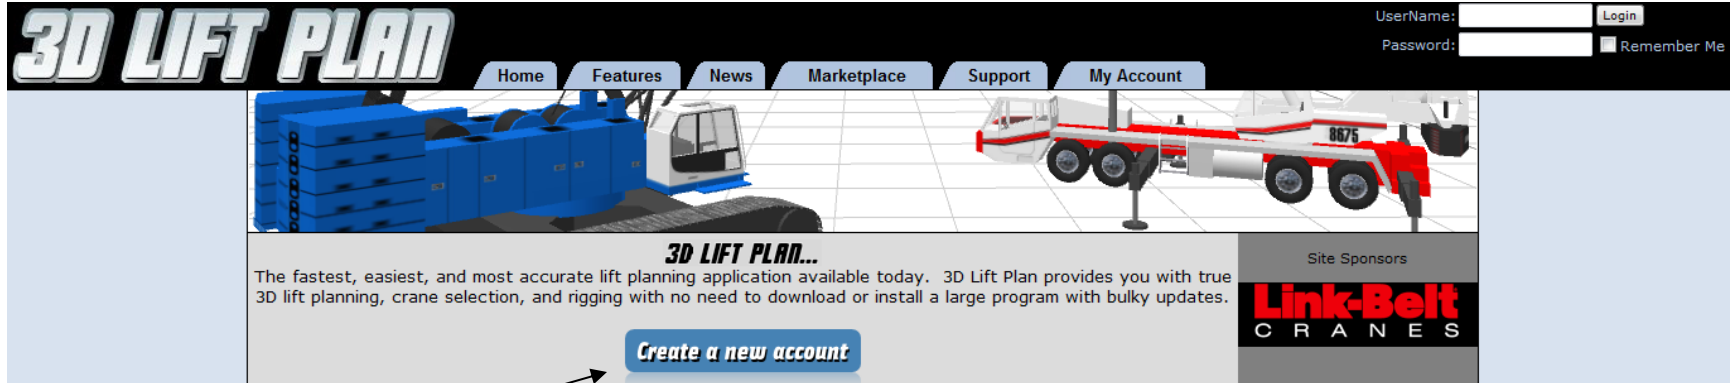 3D LIFT PLAN
UserName:
Login
Password:
Remember Me
Home Features News Marketplace Support My Account
8675
3D LIFT PLAN...
The fastest, easiest, and most accurate lift planning application available today. 3D Lift Plan provides you with true
3D lift planning, crane selection, and rigging with no need to download or install a large program with bulky updates.
Create a new account
Site Sponsors
Link-Belt
CRANES